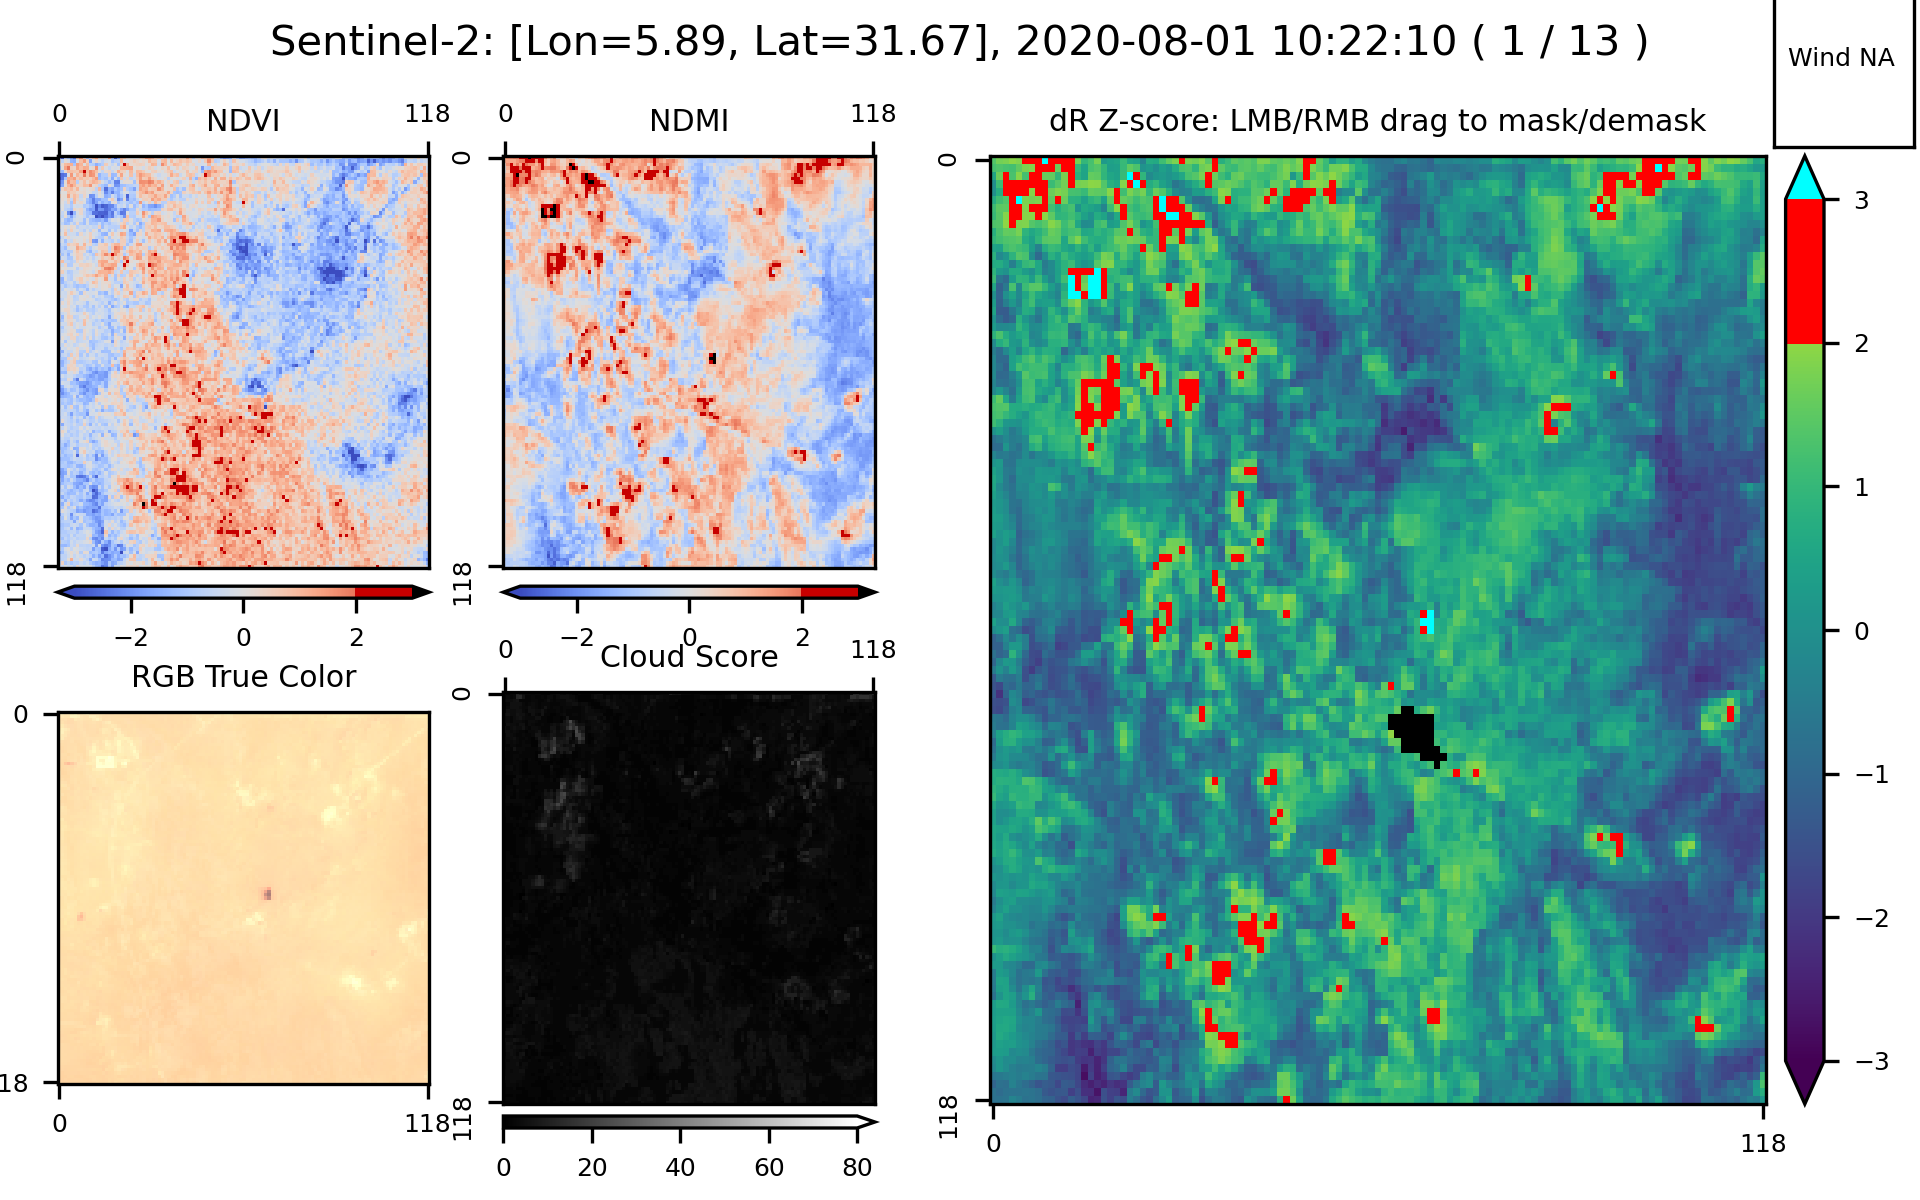 Sentinel-2: [Lon=5.89, Lat=31.67], 2020-08-01 10:22:10 ( 1 / 13 )
Wind NA
0 118
NDVI
0
118
−2 0 2
0 118
NDMI
0
118
−2 0 2
dR Z-score: LMB/RMB drag to mask/demask
0
118
0 118
3
2
1
0
−1
−2
−3
RGB True Color
0
18
0 118
0 118
Cloud Score
0
118
0 20 40 60 80